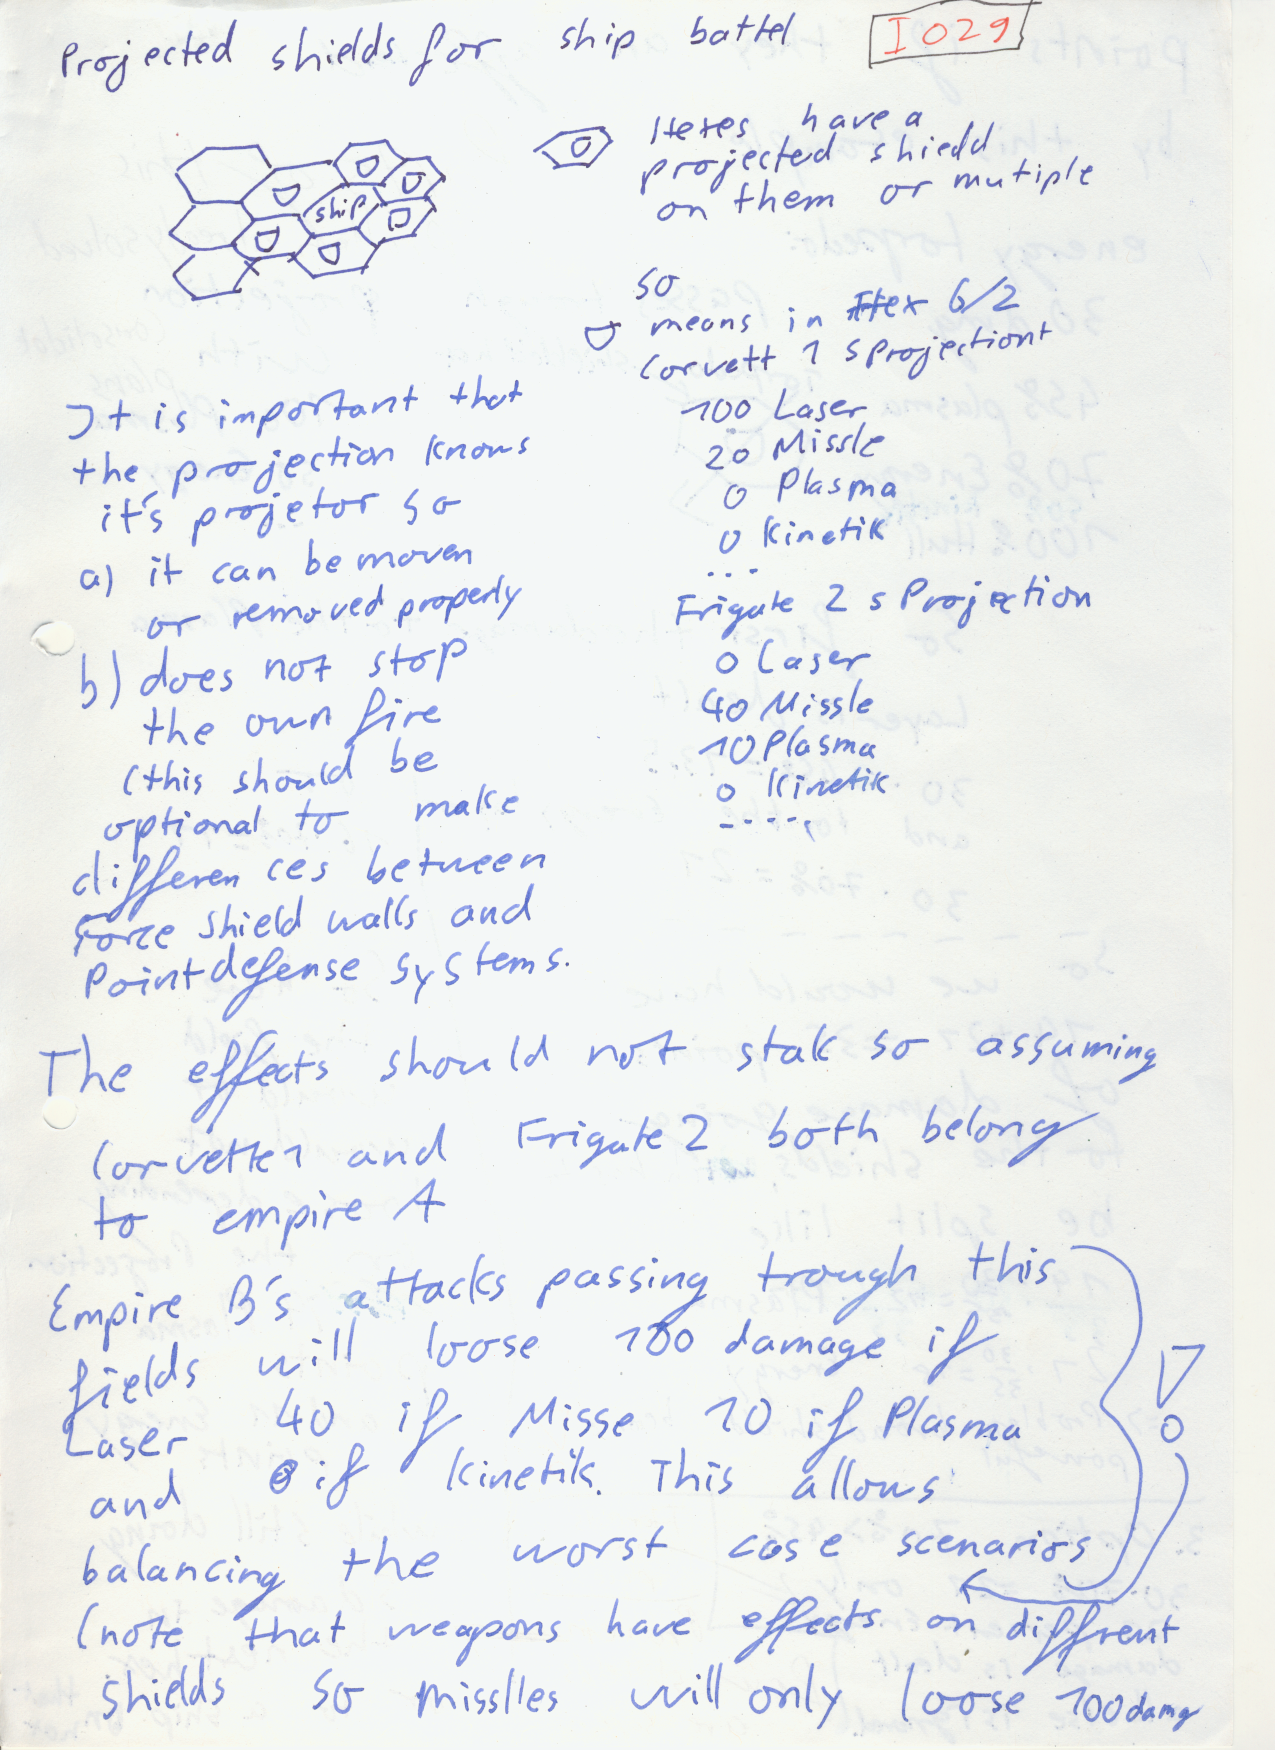 Projected shields for ship battel
I029
ship
Hexes have a
projected shield
on them or mutiple
so
means in Hex 6/2
Corvett 1 s Projectiont
100 Laser
20 Missle
0 Plasma
0 Kinetik
...
Frigate 2 s Projection
0 Laser
40 Missle
10 Plasma
0 Kinetik
-----
It is important that
the projection knows
it's projetor so
a) it can be moven
or removed properly
b) does not stop
the own fire
(this should be
optional to make
differen ces between
Force Shield walls and
Pointdefense systems.
The effects should not stak so assuming
Corvette1 and Frigate 2 both belong
to empire A
Empire B's attacks passing trough this
fields will loose 100 damage if
Laser 40 if Misse 10 if Plasma
and 0 if Kinetik. This allows
balancing the worst case scenarios
(note that weapons have effects on diffrent
shields so misslles will only loose 100 damg